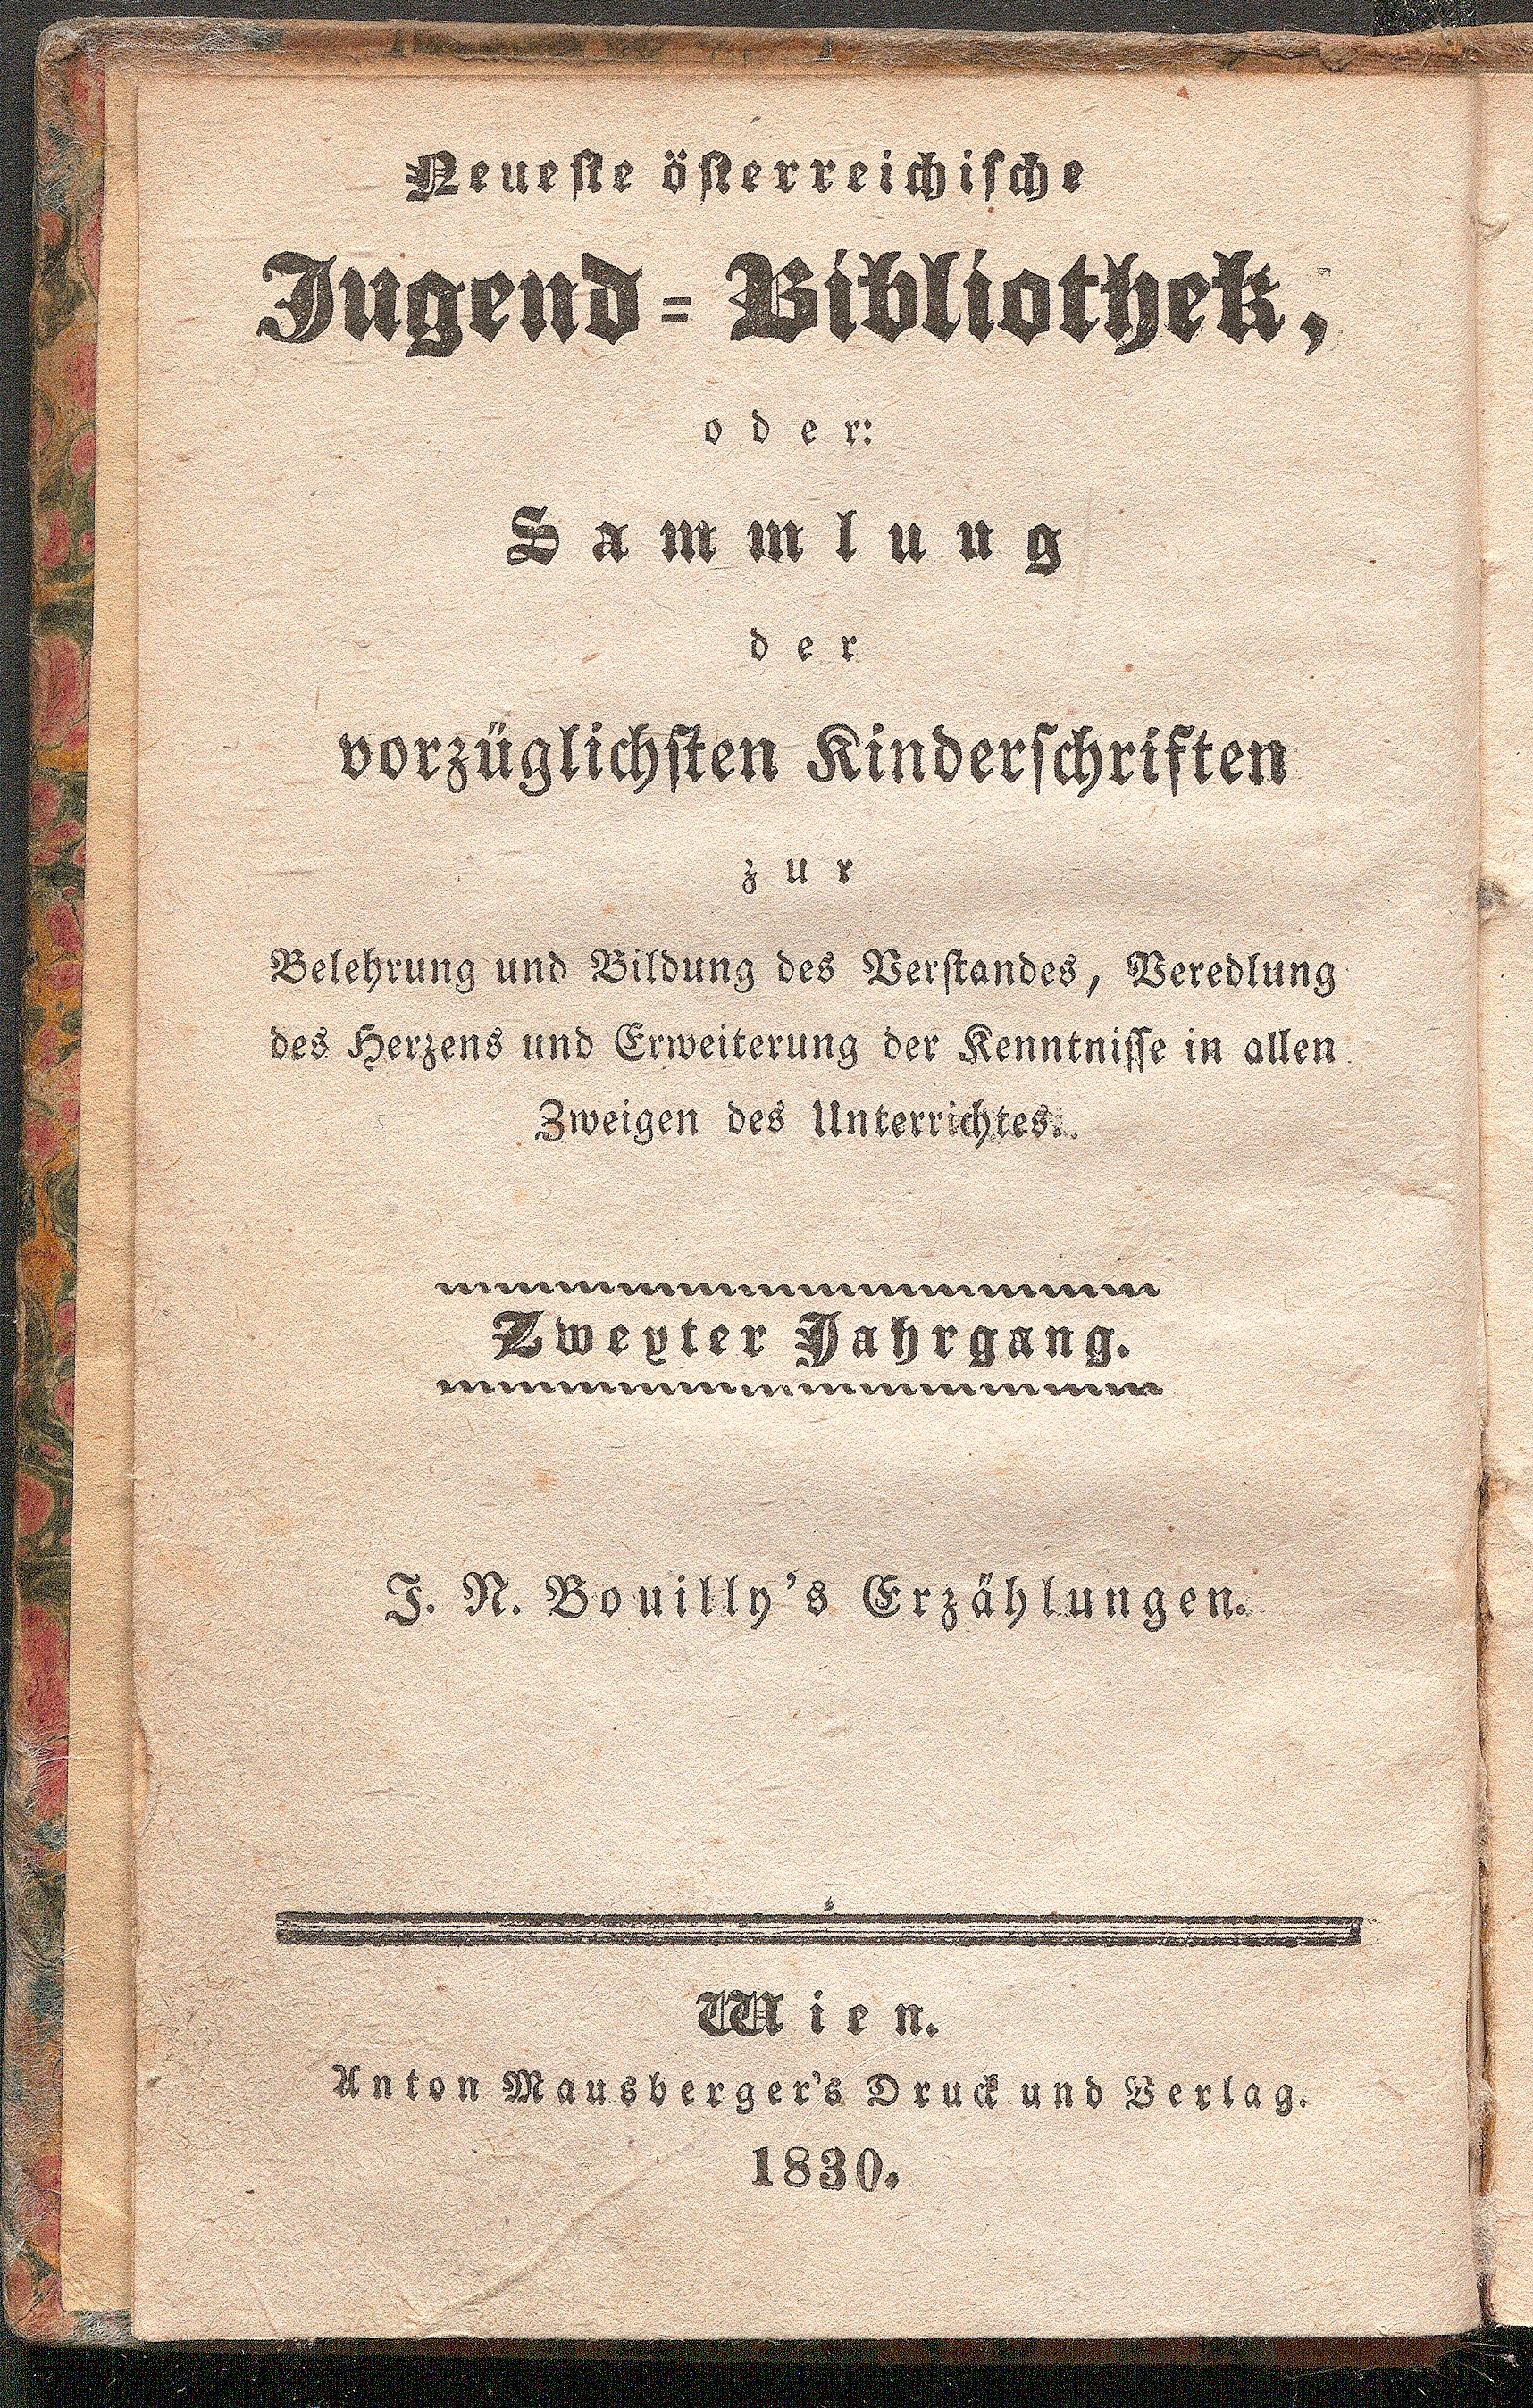 Neueste österreichische
Jugend-Bibliothek,
oder:
Sammlung
der
vorzüglichsten Kinderschriften
zur
Belehrung und Bildung des Verstandes, Veredlung
des Herzens und Erweiterung der Kenntnisse in allen
Zweigen des Unterrichtes.
Zweyter Jahrgang.
J. N. Bouilly's Erzählungen.
Wien.
Anton Mausberger's Druck und Verlag.
1830.